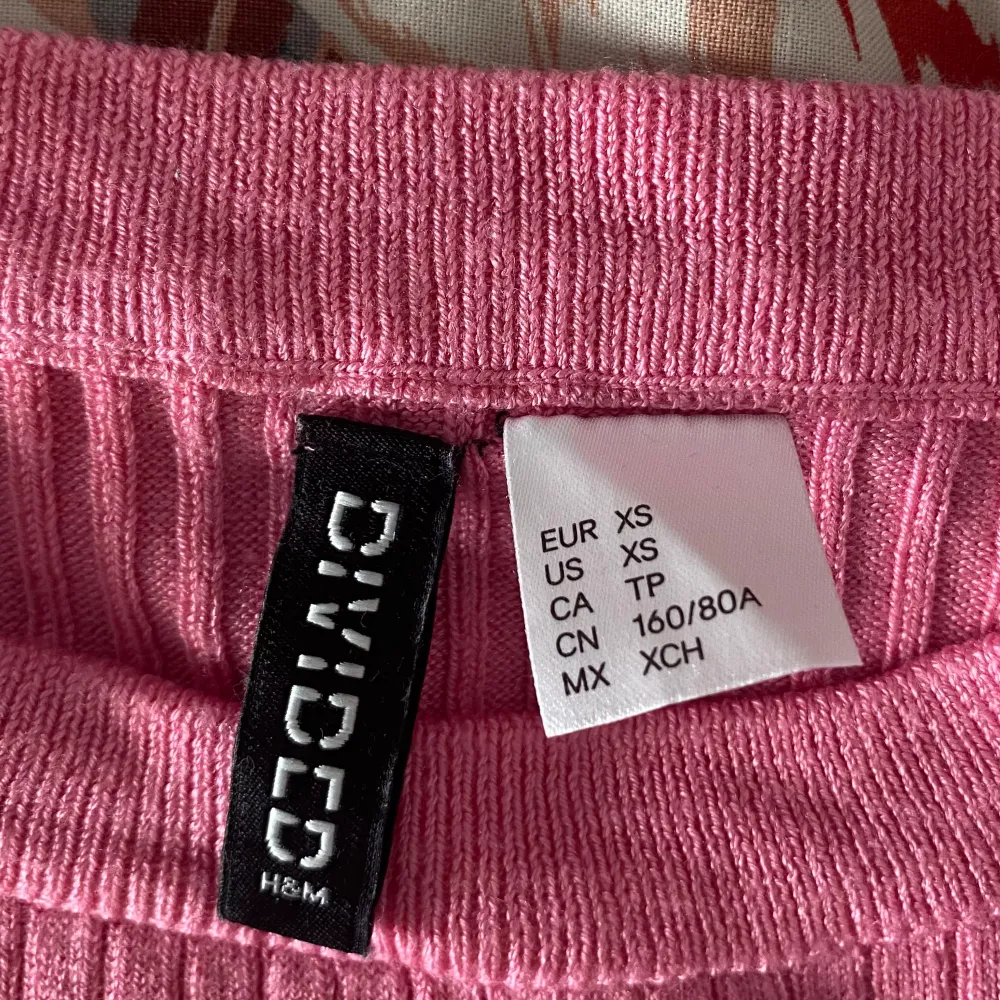 DIVIDED
H&M
EUR XS
US XS
CA TP
CN 160/80A
MX XCH